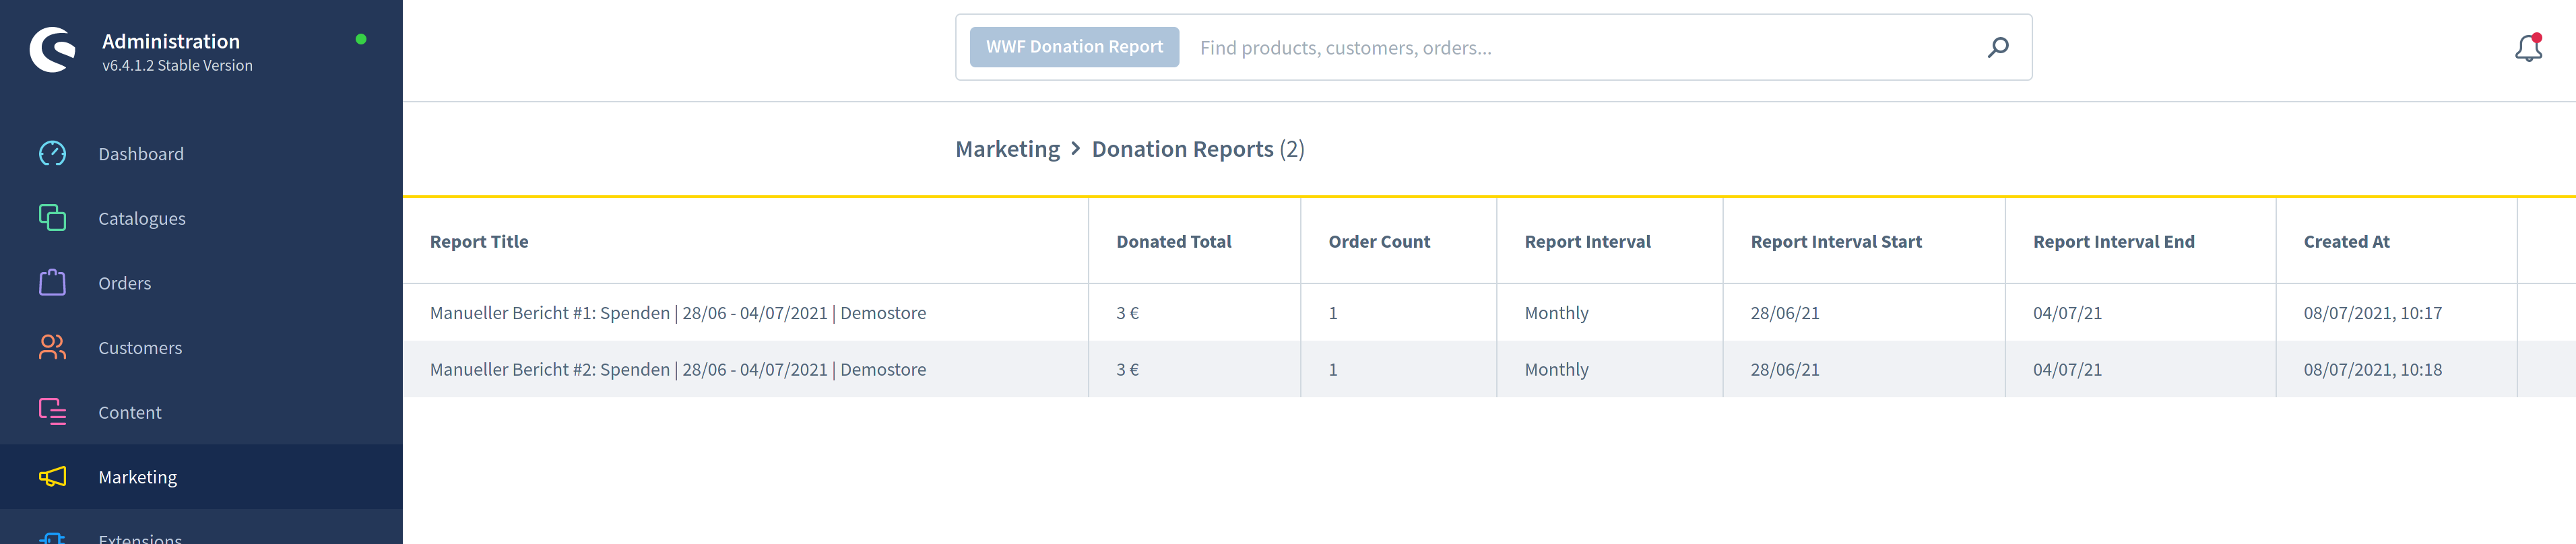 Administration
v6.4.1.2 Stable Version
Dashboard
Catalogues
Orders
Customers
Content
Marketing
Extensions
WWF Donation Report Find products, customers, orders...
Marketing > Donation Reports (2)
Report Title Donated Total Order Count Report Interval Report Interval Start Report Interval End Created At
Manueller Bericht #1: Spenden | 28/06 - 04/07/2021 | Demostore 3 € 1 Monthly 28/06/21 04/07/21 08/07/2021, 10:17
Manueller Bericht #2: Spenden | 28/06 - 04/07/2021 | Demostore 3 € 1 Monthly 28/06/21 04/07/21 08/07/2021, 10:18